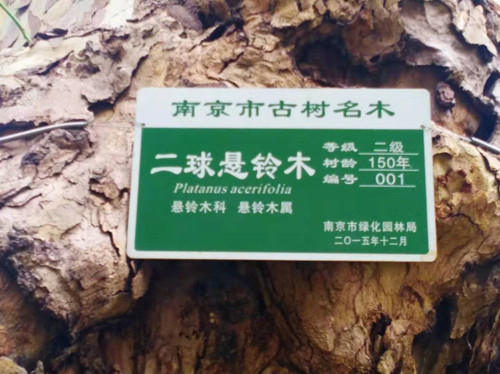 南京市古树名木
二球悬铃木
Platanus acerifolia
悬铃木科 悬铃木属
等级 二级
树龄 150年
编号 001
南京市绿化园林局
二〇一五年十二月